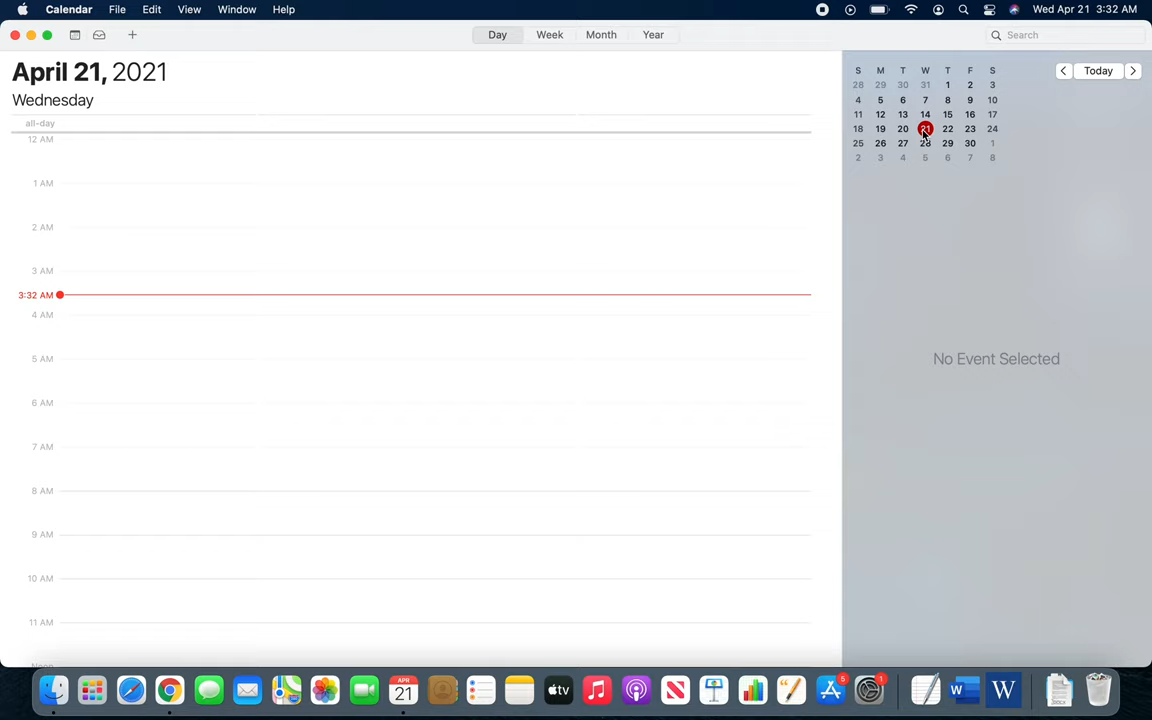 Calendar File Edit View Window Help Wed Apr 21 3:32 AM
Day Week Month Year Search
April 21, 2021
Wednesday
all-day
12 AM
1 AM
2 AM
3 AM
3:32 AM
4 AM
5 AM
6 AM
7 AM
8 AM
9 AM
10 AM
11 AM
Noon
Today
S M T W T F S
28 29 30 31 1 2 3
4 5 6 7 8 9 10
11 12 13 14 15 16 17
18 19 20 21 22 23 24
25 26 27 28 29 30 1
2 3 4 5 6 7 8
No Event Selected
APR
21
tv
5
1
W
W
DOCX